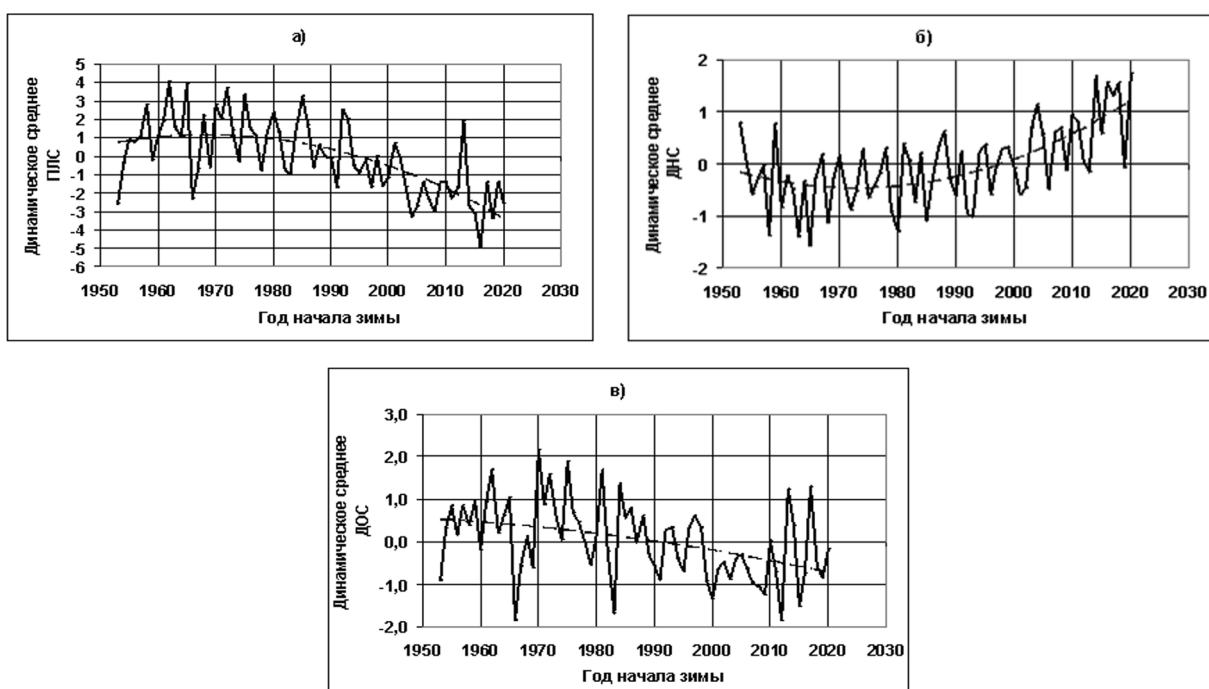 а)
Динамическое среднее
ПЛС
5
4
3
2
1
0
-1
-2
-3
-4
-5
-6
1950 1960 1970 1980 1990 2000 2010 2020 2030
Год начала зимы
б)
Динамическое среднее
ДНС
2
1
0
-1
-2
1950 1960 1970 1980 1990 2000 2010 2020 2030
Год начала зимы
в)
Динамическое среднее
ДОС
3,0
2,0
1,0
0,0
-1,0
-2,0
1950 1960 1970 1980 1990 2000 2010 2020 2030
Год начала зимы